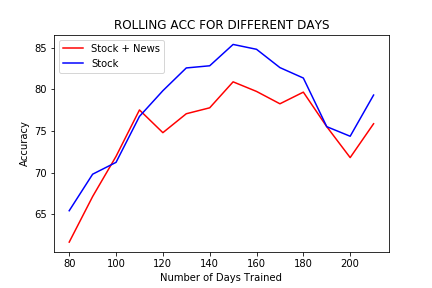 ROLLING ACC FOR DIFFERENT DAYS
Stock + News
Stock
85
80
75
70
65
Accuracy
80 100 120 140 160 180 200
Number of Days Trained